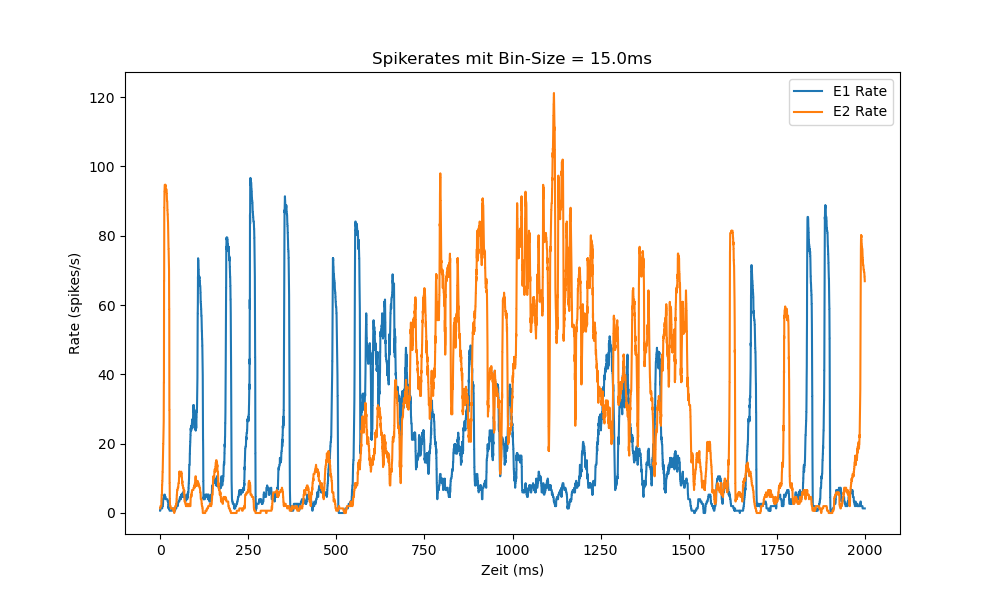 Spikerates mit Bin-Size = 15.0ms
E1 Rate
E2 Rate
Rate (spikes/s)
120
100
80
60
40
20
0
0 250 500 750 1000 1250 1500 1750 2000
Zeit (ms)